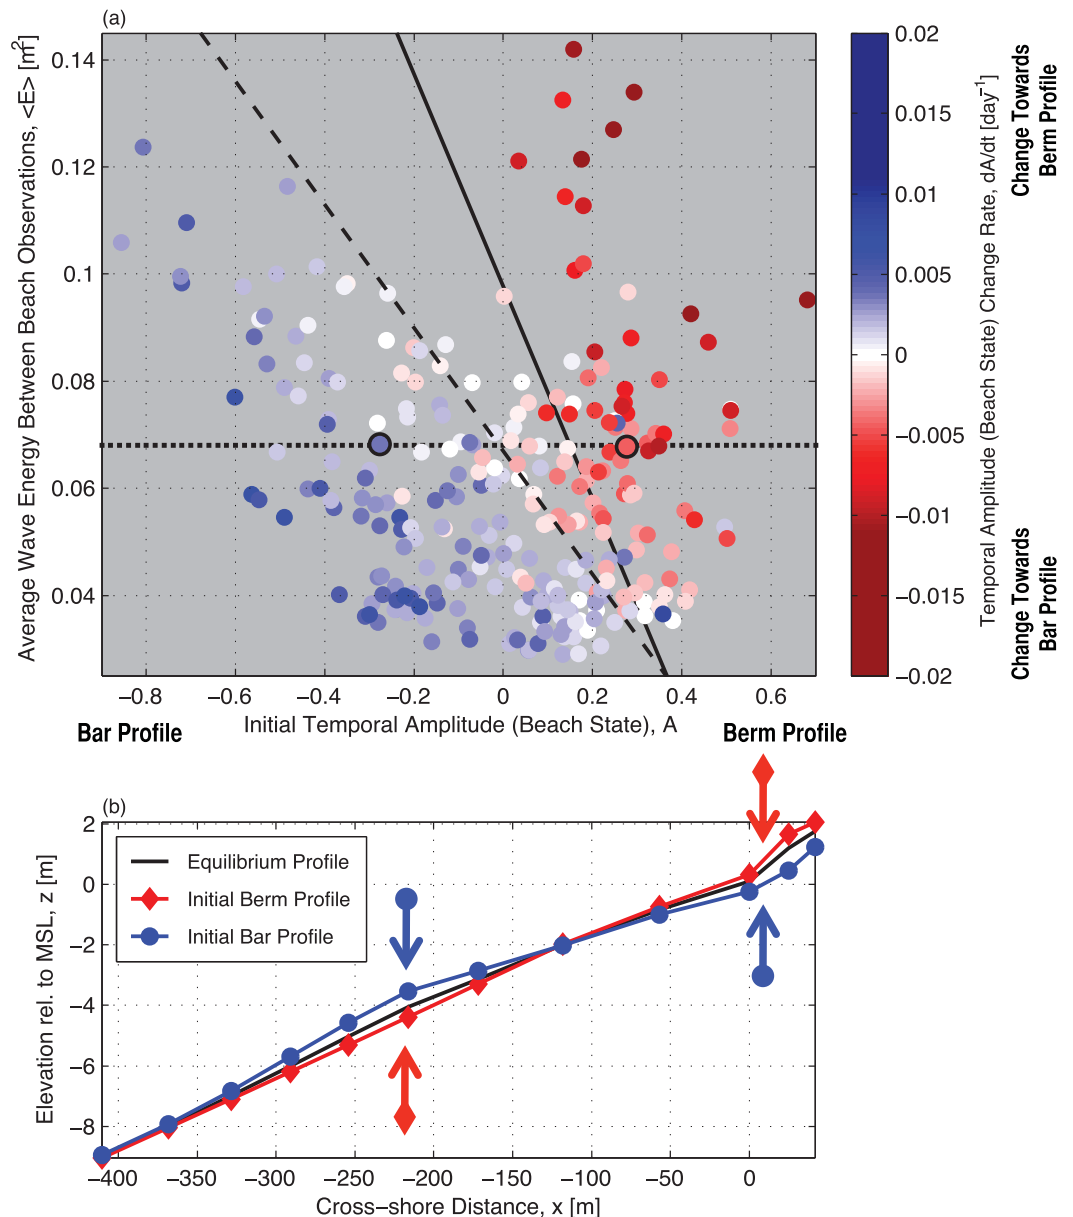 (a)
Average Wave Energy Between Beach Observations, <E> [m²]
0.14
0.12
0.1
0.08
0.06
0.04
−0.8 −0.6 −0.4 −0.2 0 0.2 0.4 0.6
Bar Profile
Initial Temporal Amplitude (Beach State), A
Berm Profile
0.02
0.015
0.01
0.005
0
−0.005
−0.01
−0.015
−0.02
Temporal Amplitude (Beach State) Change Rate, dA/dt [day⁻¹]
Change Towards
Berm Profile
Change Towards
Bar Profile
(b)
Elevation rel. to MSL, z [m]
2
0
−2
−4
−6
−8
Equilibrium Profile
Initial Berm Profile
Initial Bar Profile
−400 −350 −300 −250 −200 −150 −100 −50 0
Cross−shore Distance, x [m]